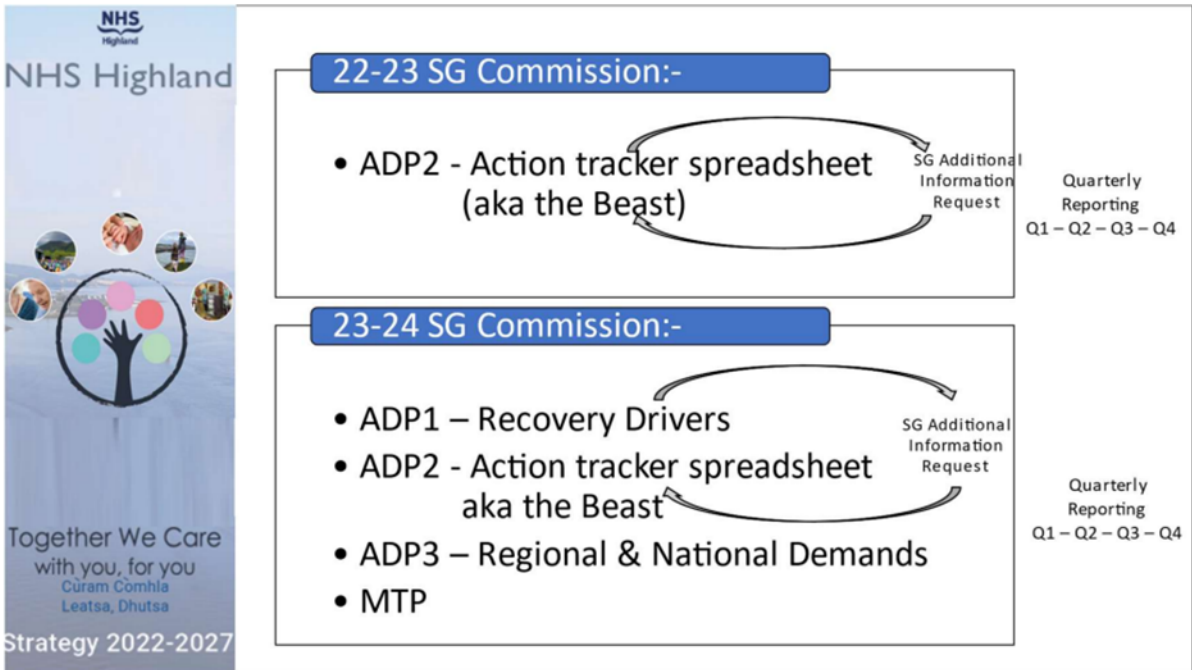 NHS
Highland
NHS Highland
Together We Care
with you, for you
Cùram Còmhla
Leatsa, Dhutsa
Strategy 2022-2027
22-23 SG Commission:-
• ADP2 - Action tracker spreadsheet
(aka the Beast)
SG Additional
Information
Request
Quarterly
Reporting
Q1 – Q2 – Q3 – Q4
23-24 SG Commission:-
• ADP1 – Recovery Drivers
• ADP2 - Action tracker spreadsheet
aka the Beast
• ADP3 – Regional & National Demands
• MTP
SG Additional
Information
Request
Quarterly
Reporting
Q1 – Q2 – Q3 – Q4